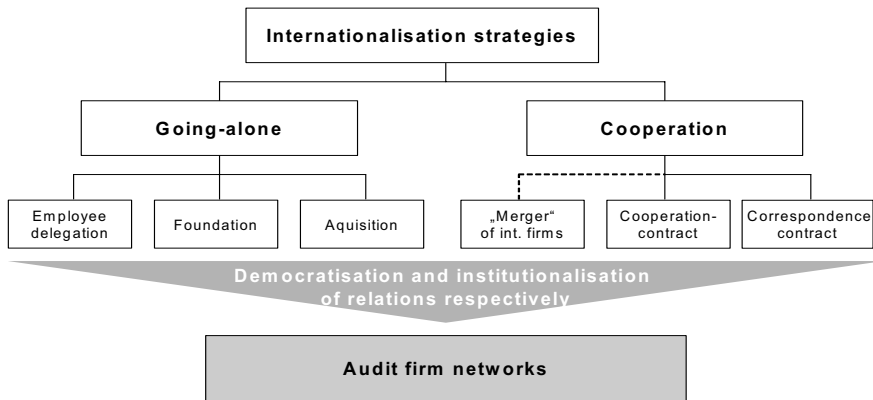 Internationalisation strategies
Going-alone
Cooperation
Employee
delegation
Foundation
Aquisition
„Merger“
of int. firms
Cooperation-
contract
Correspondence
contract
Democratisation and institutionalisation
of relations respectively
Audit firm networks